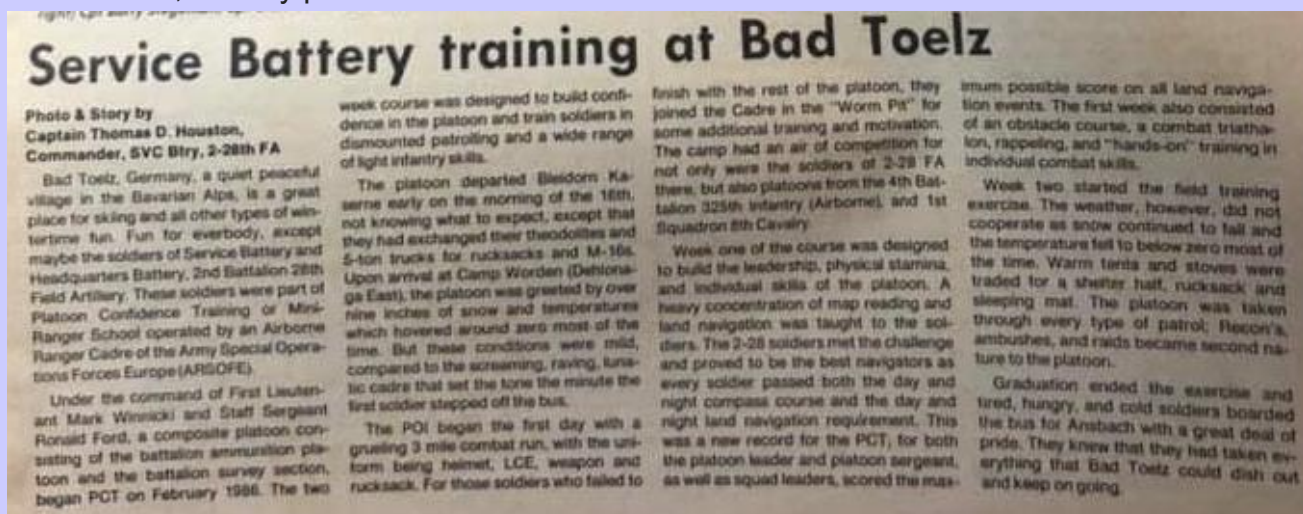 Service Battery training at Bad Toelz
Photo & Story by
Captain Thomas D. Houston,
Commander, SVC Btry, 2-28th FA
Bad Toelz, Germany, a quiet peaceful
village in the Bavarian Alps, is a great
place for skiing and all other types of win-
tertime fun. Fun for everybody, except
maybe the soldiers of Service Battery and
Headquarters Battery, 2nd Battalion 28th
Field Artillery. These soldiers were part of
Platoon Confidence Training or Mini-
Ranger School operated by an Airborne
Ranger Cadre of the Army Special Opera-
tions Forces Europe (ARSOFE).
Under the command of First Lieuten-
ant Mark Winnicki and Staff Sergeant
Ronald Ford, a composite platoon con-
sisting of the battalion ammunition pla-
toon and the battalion survey section,
began PCT on February 1986. The two
week course was designed to build confi-
dence in the platoon and train soldiers in
dismounted patrolling and a wide range
of light infantry skills.
The platoon departed Bleidorn Ka-
serne early on the morning of the 16th,
not knowing what to expect, except that
they had exchanged their theodolites and
5-ton trucks for rucksacks and M-16s.
Upon arrival at Camp Worden (Dahlone-
ga East), the platoon was greeted by over
nine inches of snow and temperatures
which hovered around zero most of the
time. But these conditions were mild,
compared to the screaming, raving, luna-
tic cadre that set the tone the minute the
first soldier stepped off the bus.
The POI began the first day with a
grueling 3 mile combat run, with the uni-
form being helmet, LCE, weapon and
rucksack. For those soldiers who failed to
finish with the rest of the platoon, they
joined the Cadre in the "Worm Pit" for
some additional training and motivation.
The camp had an air of competition for
not only were the soldiers of 2-28 FA
there, but also platoons from the 4th Bat-
talion 325th Infantry (Airborne), and 1st
Squadron 8th Cavalry.
Week one of the course was designed
to build the leadership, physical stamina,
and individual skills of the platoon. A
heavy concentration of map reading and
land navigation was taught to the sol-
diers. The 2-28 soldiers met the challenge
and proved to be the best navigators as
every soldier passed both the day and
night compass course and the day and
night land navigation requirement. This
was a new record for the PCT, for both
the platoon leader and platoon sergeant,
as well as squad leaders, scored the max-
imum possible score on all land naviga-
tion events. The first week also consisted
of an obstacle course, a combat triatha-
lon, rappeling, and "hands-on" training in
individual combat skills.
Week two started the field training
exercise. The weather, however, did not
cooperate as snow continued to fall and
the temperature fell to below zero most of
the time. Warm tents and stoves were
traded for a shelter half, rucksack and
sleeping mat. The platoon was taken
through every type of patrol; Recon's,
ambushes, and raids became second na-
ture to the platoon.
Graduation ended the exercise and
tired, hungry, and cold soldiers boarded
the bus for Ansbach with a great deal of
pride. They knew that they had taken ev-
erything that Bad Toelz could dish out
and keep on going.